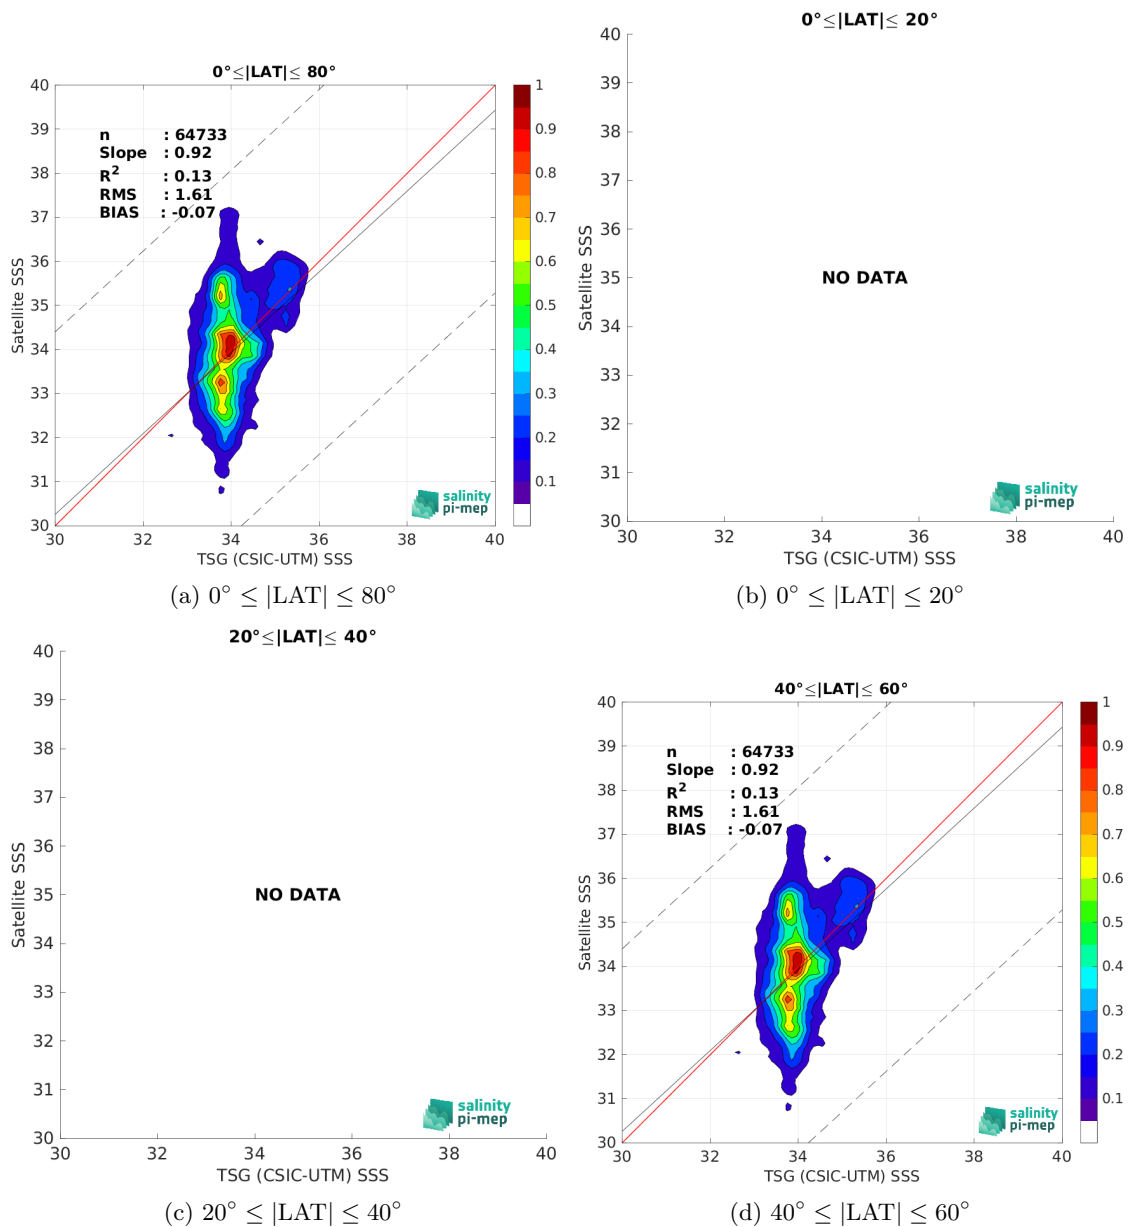 0°≤|LAT|≤ 80°
40
39
38
37
36
35
34
33
32
31
30
Satellite SSS
n : 64733
Slope : 0.92
R² : 0.13
RMS : 1.61
BIAS : -0.07
salinity
pi-mep
30 32 34 36 38 40
TSG (CSIC-UTM) SSS
1
0.9
0.8
0.7
0.6
0.5
0.4
0.3
0.2
0.1
(a) 0° ≤ |LAT| ≤ 80°
0°≤|LAT|≤ 20°
40
39
38
37
36
35
34
33
32
31
30
Satellite SSS
NO DATA
salinity
pi-mep
30 32 34 36 38 40
TSG (CSIC-UTM) SSS
(b) 0° ≤ |LAT| ≤ 20°
20°≤|LAT|≤ 40°
40
39
38
37
36
35
34
33
32
31
30
Satellite SSS
NO DATA
salinity
pi-mep
30 32 34 36 38 40
TSG (CSIC-UTM) SSS
(c) 20° ≤ |LAT| ≤ 40°
40°≤|LAT|≤ 60°
40
39
38
37
36
35
34
33
32
31
30
Satellite SSS
n : 64733
Slope : 0.92
R² : 0.13
RMS : 1.61
BIAS : -0.07
salinity
pi-mep
30 32 34 36 38 40
TSG (CSIC-UTM) SSS
1
0.9
0.8
0.7
0.6
0.5
0.4
0.3
0.2
0.1
(d) 40° ≤ |LAT| ≤ 60°